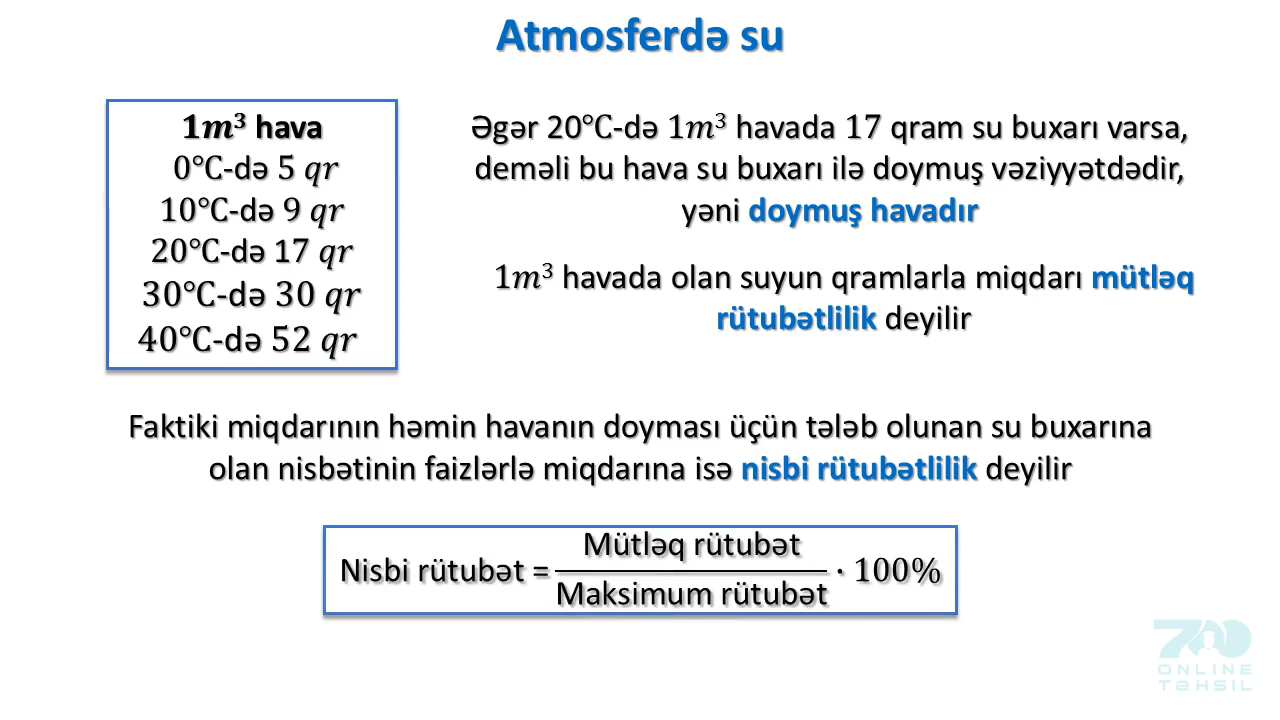 Atmosferdə su
1m³ hava
0℃-də 5 qr
10℃-də 9 qr
20℃-də 17 qr
30℃-də 30 qr
40℃-də 52 qr
Əgər 20℃-də 1m³ havada 17 qram su buxarı varsa,
deməli bu hava su buxarı ilə doymuş vəziyyətdədir,
yəni doymuş havadır
1m³ havada olan suyun qramlarla miqdarı mütləq
rütubətlilik deyilir
Faktiki miqdarının həmin havanın doyması üçün tələb olunan su buxarına
olan nisbətinin faizlərlə miqdarına isə nisbi rütubətlilik deyilir
Mütləq rütubət
Nisbi rütubət = · 100%
Maksimum rütubət
700
ONLINE
TƏHSIL